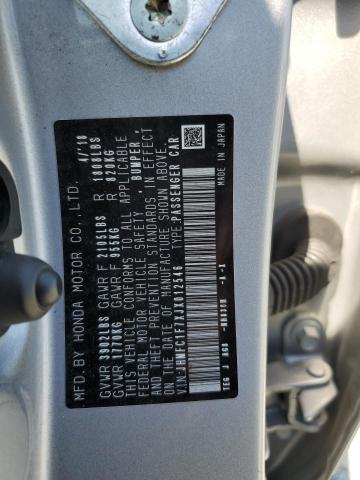 MFD. BY HONDA MOTOR CO., LTD. 4/'18
GVWR 3902LBS GAWR F 2105LBS R 1808LBS
GVWR 1770KG GAWR F 955KG R 820KG
THIS VEHICLE CONFORMS TO ALL APPLICABLE
FEDERAL MOTOR VEHICLE SAFETY, BUMPER,
AND THEFT PREVENTION STANDARDS IN EFFECT
ON THE DATE OF MANUFACTURE SHOWN ABOVE.
V.I.N. TYPE:PASSENGER CAR
MADE IN JAPAN
TEG J AGX